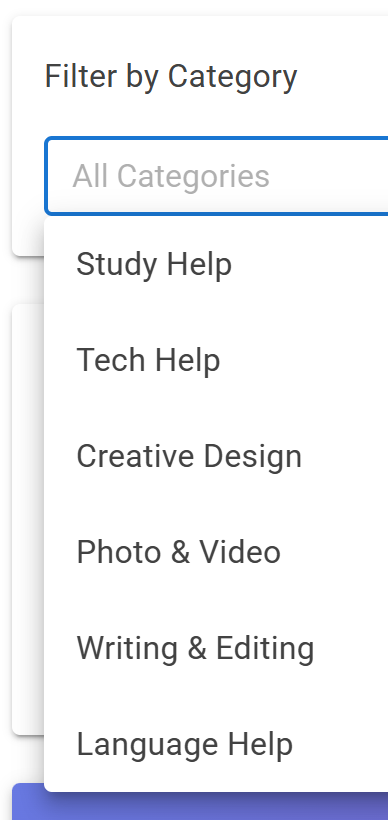 Filter by Category
All Categories
Study Help
Tech Help
Creative Design
Photo & Video
Writing & Editing
Language Help